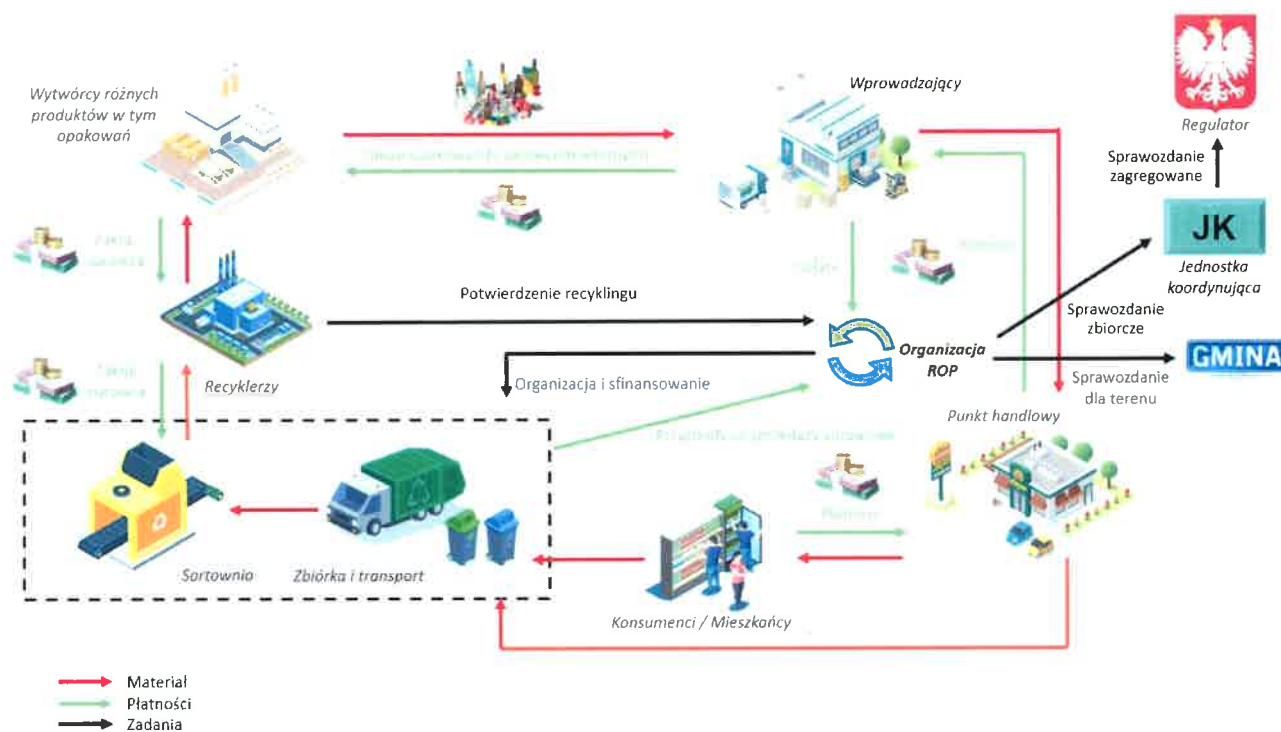 Wytwórcy różnych
produktów w tym
opakowań
Wprowadzający
Regulator
Sprawozdanie
zagregowane
JK
Jednostka
koordynująca
Potwierdzenie recyklingu
Sprawozdanie
zbiorcze
Organizacja
ROP
GMINA
Sprawozdanie
dla terenu
Recyklerzy
Organizacja i sfinansowanie
Punkt handlowy
Sortownia
Zbiórka i transport
Konsumenci / Mieszkańcy
Materiał
Płatności
Zadania